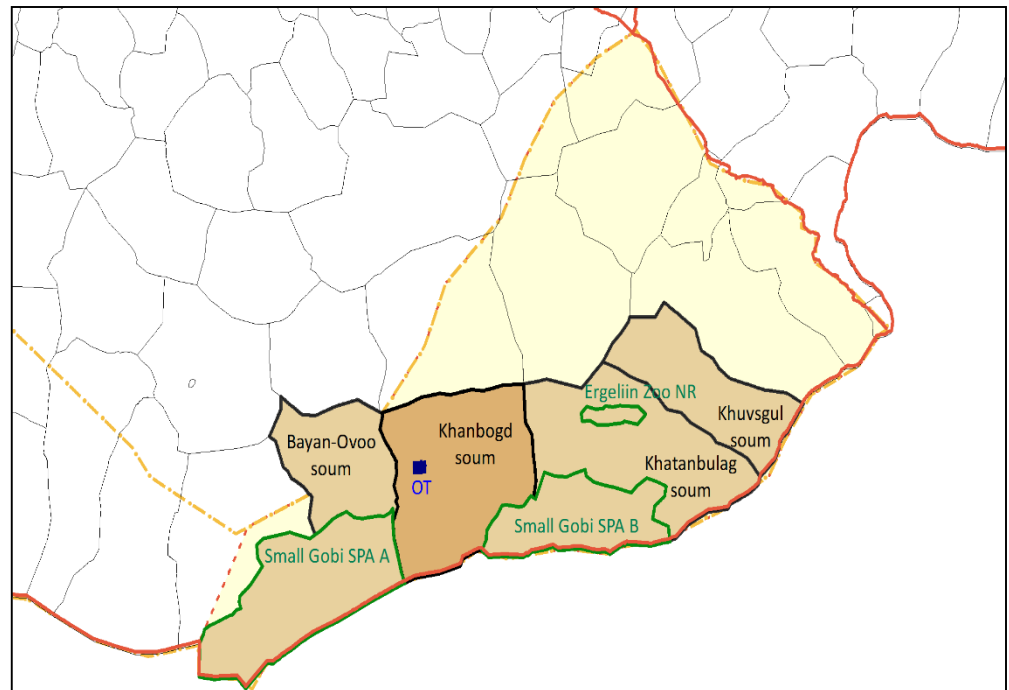 Ergeliin Zoo NR
Khuvsgul
soum
Bayan-Ovoo
soum
Khanbogd
soum
Khatanbulag
soum
OT
Small Gobi SPA A
Small Gobi SPA B